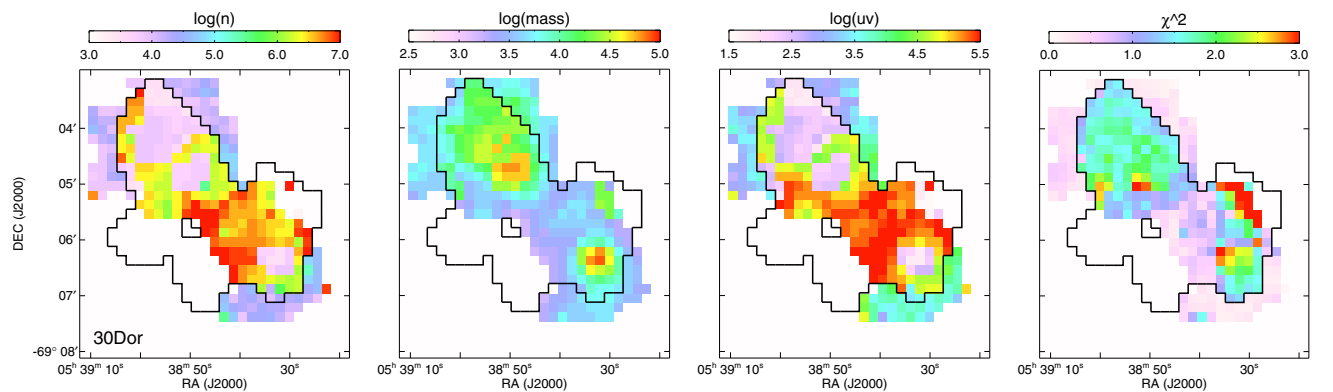 log(n)
3.0 4.0 5.0 6.0 7.0
log(mass)
2.5 3.0 3.5 4.0 4.5 5.0
log(uv)
1.5 2.5 3.5 4.5 5.5
χ^2
0.0 1.0 2.0 3.0
DEC (J2000)
04′
05′
06′
07′
-69° 08′
30Dor
05ʰ 39ᵐ 10ˢ 38ᵐ 50ˢ 30ˢ
RA (J2000)
05ʰ 39ᵐ 10ˢ 38ᵐ 50ˢ 30ˢ
RA (J2000)
05ʰ 39ᵐ 10ˢ 38ᵐ 50ˢ 30ˢ
RA (J2000)
05ʰ 39ᵐ 10ˢ 38ᵐ 50ˢ 30ˢ
RA (J2000)